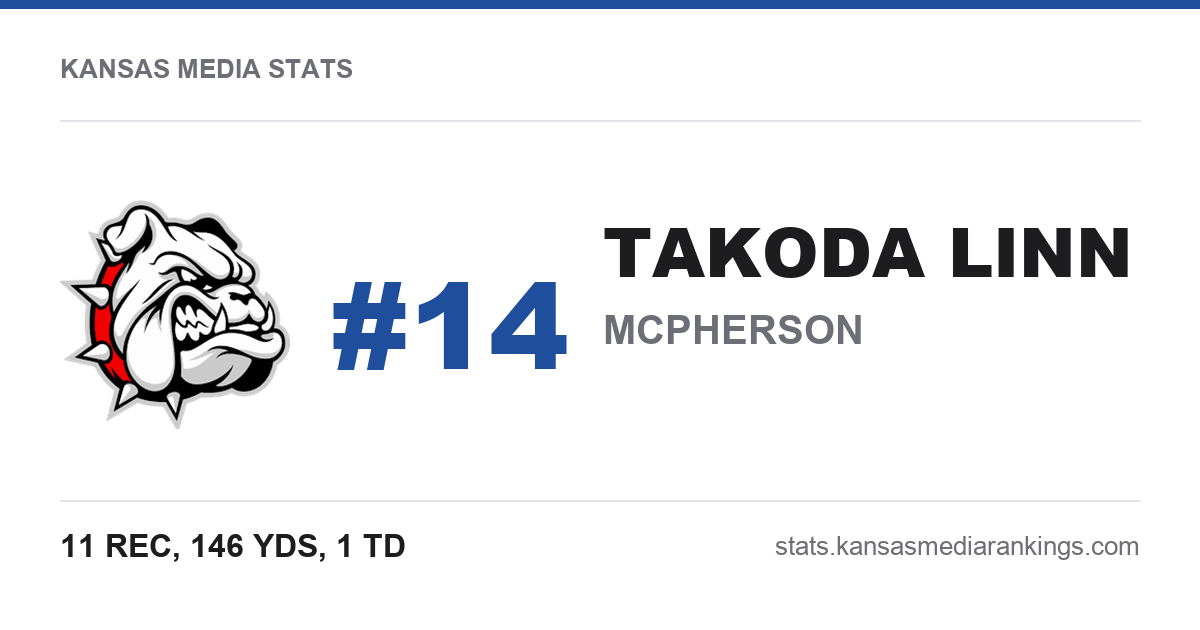 KANSAS MEDIA STATS
#14
TAKODA LINN
MCPHERSON
11 REC, 146 YDS, 1 TD
stats.kansasmediarankings.com